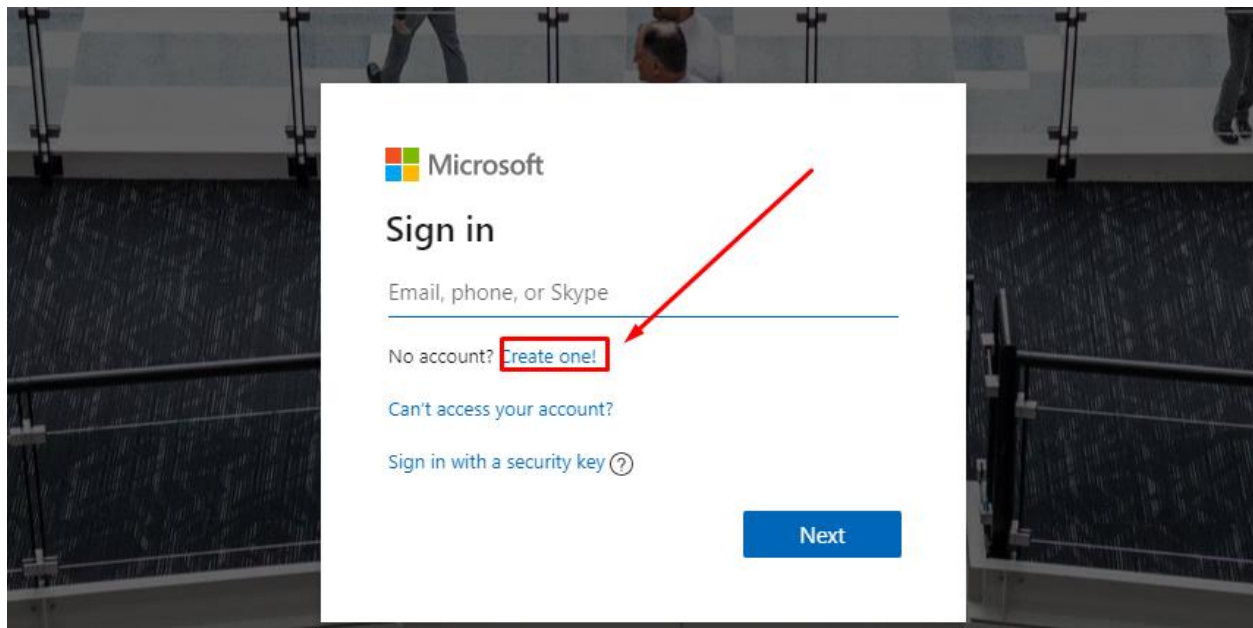 Microsoft
Sign in
Email, phone, or Skype
No account? Create one!
Can't access your account?
Sign in with a security key
Next